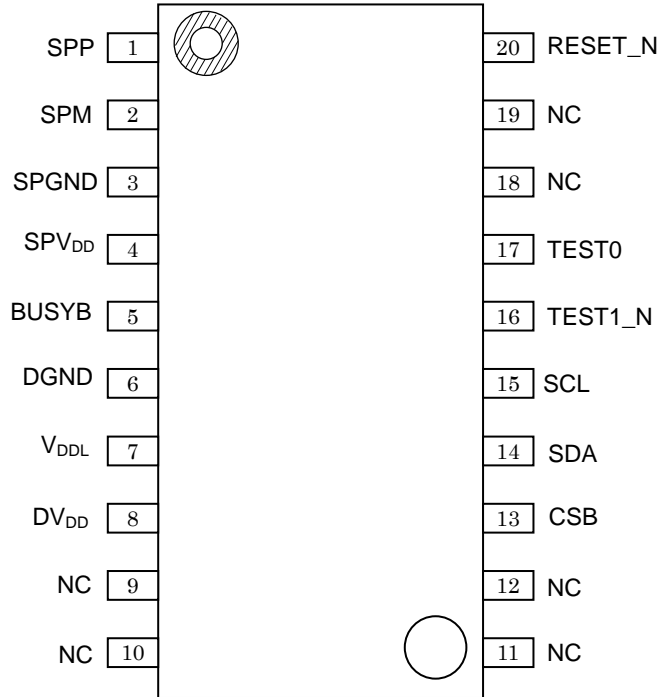 SPP 1 20 RESET_N
SPM 2 19 NC
SPGND 3 18 NC
SPVDD 4 17 TEST0
BUSYB 5 16 TEST1_N
DGND 6 15 SCL
VDDL 7 14 SDA
DVDD 8 13 CSB
NC 9 12 NC
NC 10 11 NC